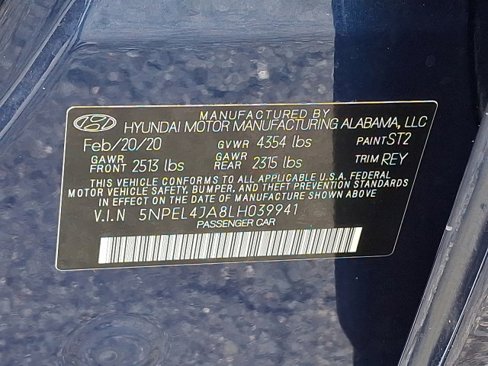 MANUFACTURED BY
HYUNDAI MOTOR MANUFACTURING ALABAMA, LLC
Feb/20/20 GVWR 4354 lbs PAINT ST2
GAWR FRONT 2513 lbs GAWR REAR 2315 lbs TRIM REY
THIS VEHICLE CONFORMS TO ALL APPLICABLE U.S.A FEDERAL
MOTOR VEHICLE SAFETY, BUMPER, AND THEFT PREVENTION STANDARDS
IN EFFECT ON THE DATE OF MANUFACTURE SHOWN ABOVE
V.I.N 5NPEL4JA8LH039941
PASSENGER CAR